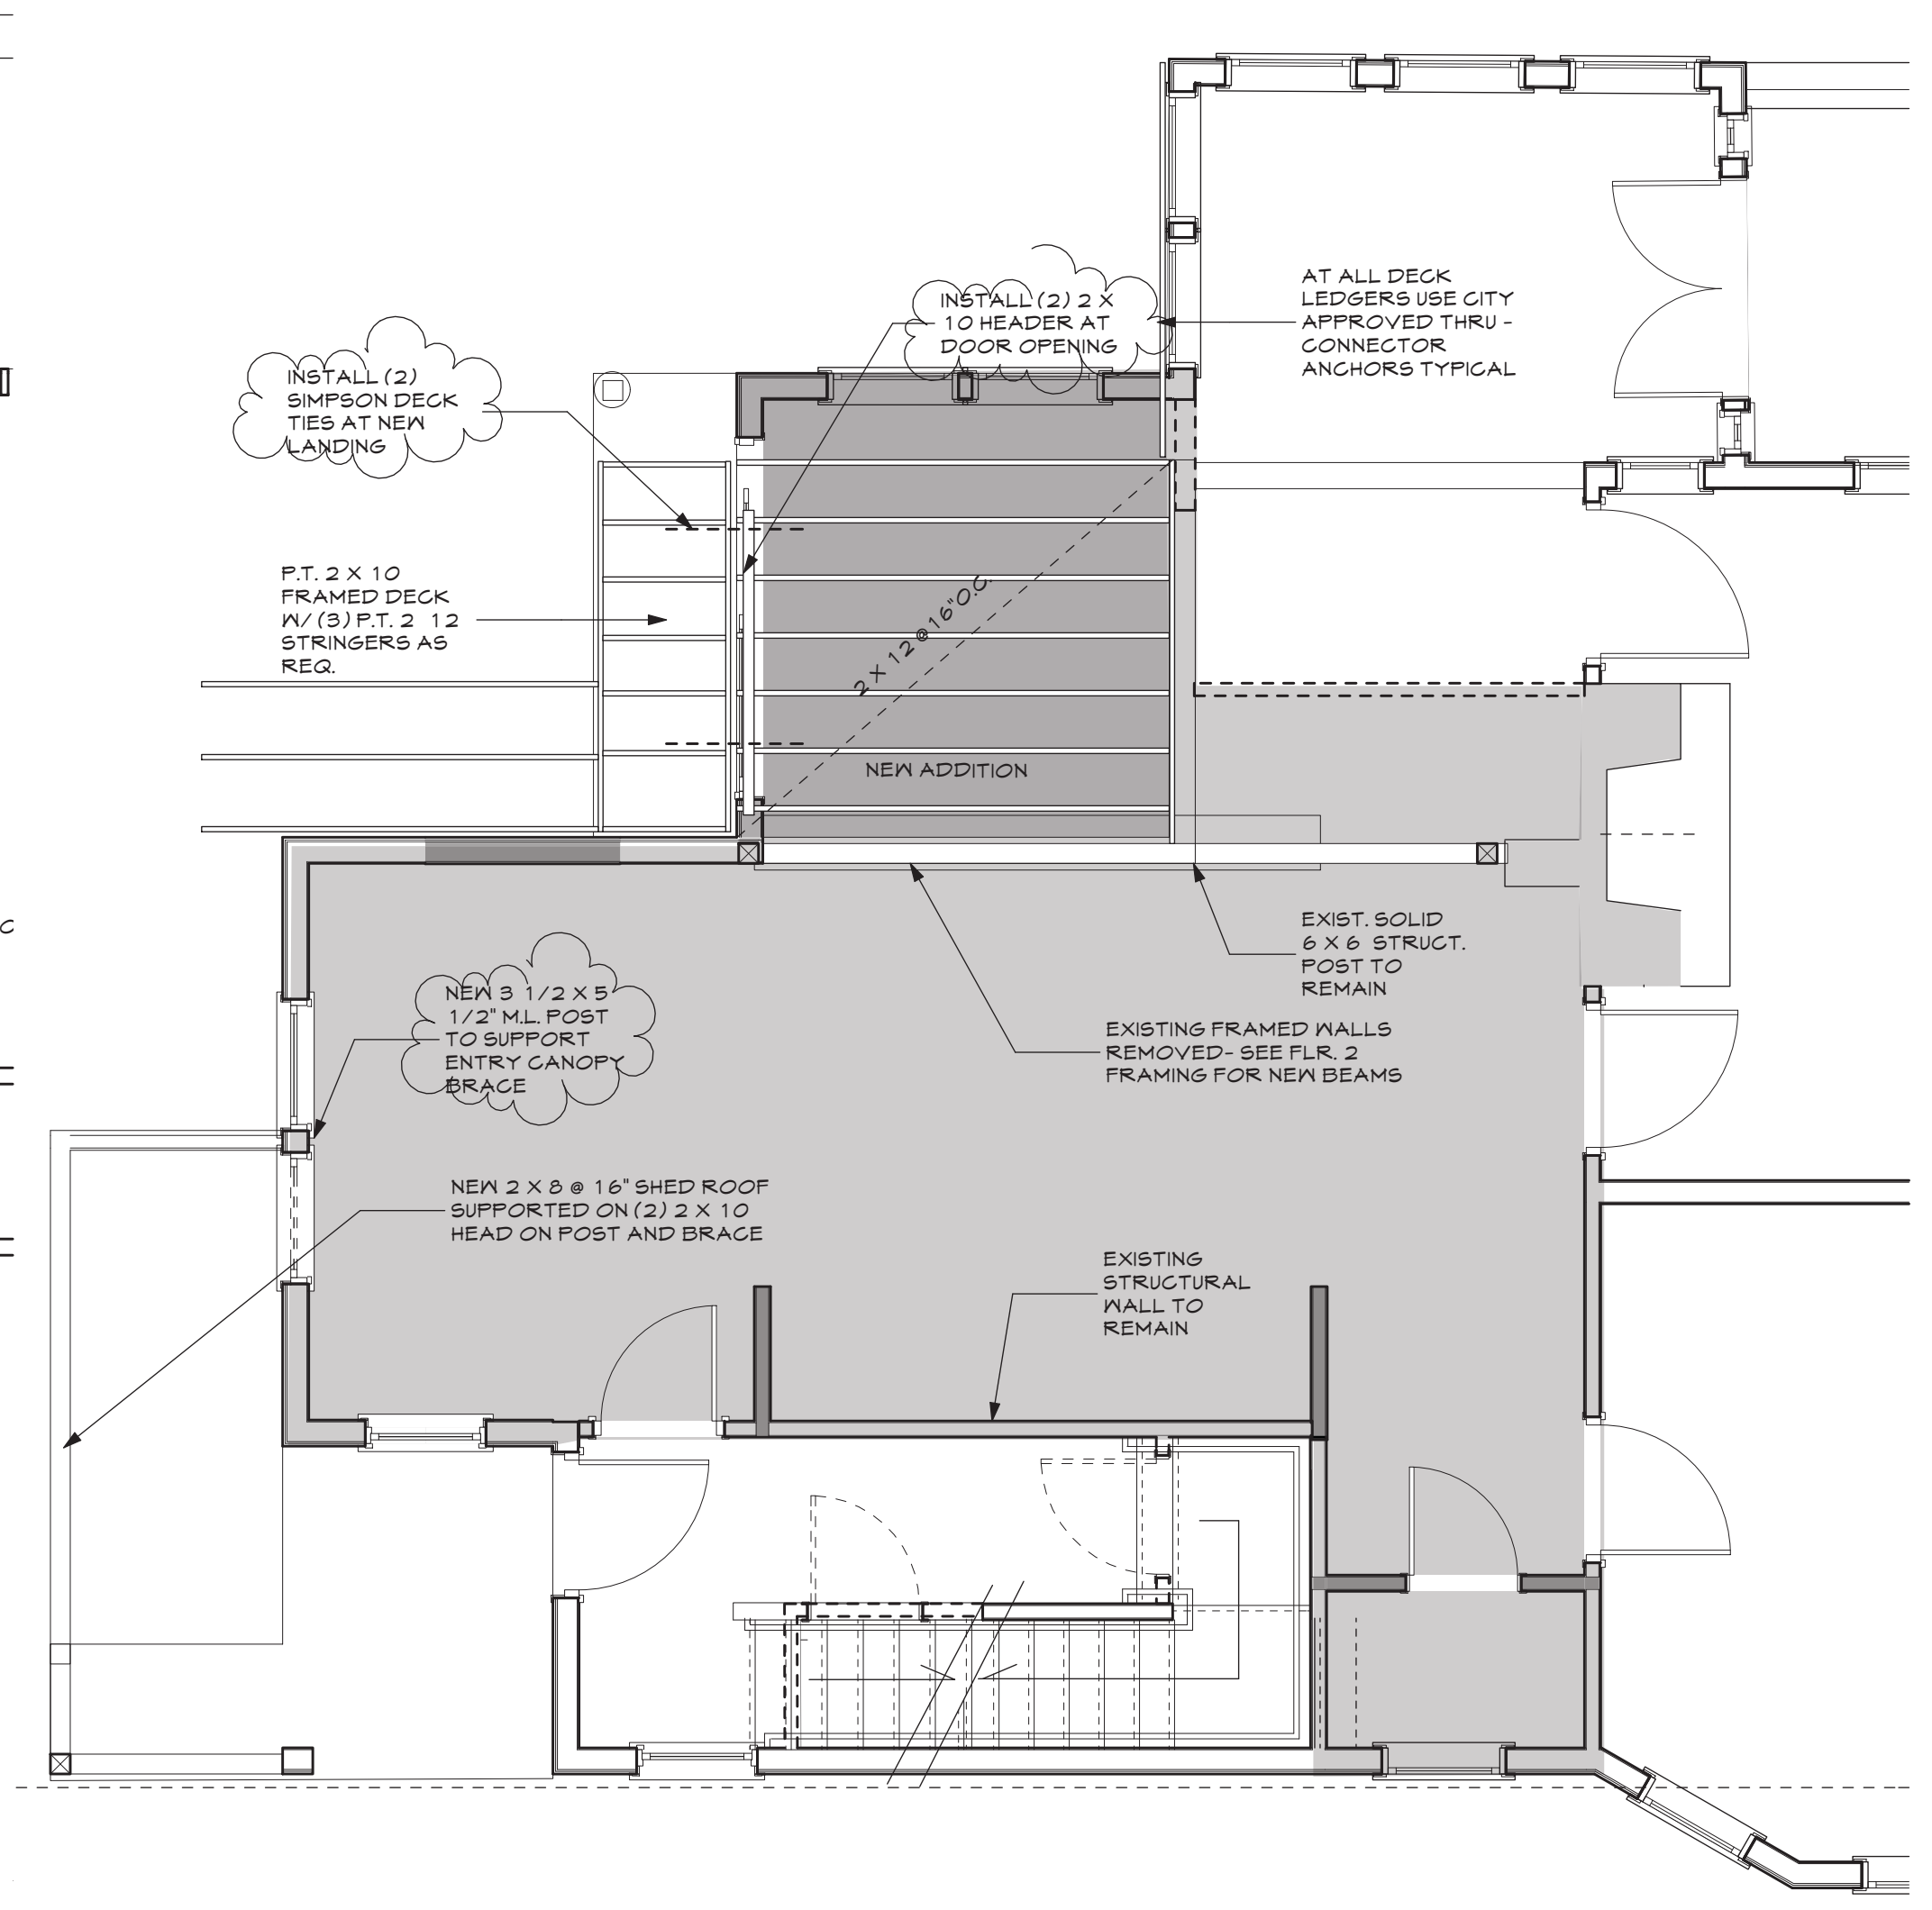 INSTALL (2) 2 X
10 HEADER AT
DOOR OPENING
AT ALL DECK
LEDGERS USE CITY
APPROVED THRU -
CONNECTOR
ANCHORS TYPICAL
INSTALL (2)
SIMPSON DECK
TIES AT NEW
LANDING
P.T. 2 X 10
FRAMED DECK
W/ (3) P.T. 2 12
STRINGERS AS
REQ.
2 X 12 @ 16"O.C.
NEW ADDITION
C
EXIST. SOLID
6 X 6 STRUCT.
POST TO
REMAIN
NEW 3 1/2 X 5
1/2" M.L. POST
TO SUPPORT
ENTRY CANOPY
BRACE
EXISTING FRAMED WALLS
REMOVED- SEE FLR. 2
FRAMING FOR NEW BEAMS
NEW 2 X 8 @ 16" SHED ROOF
SUPPORTED ON (2) 2 X 10
HEAD ON POST AND BRACE
EXISTING
STRUCTURAL
WALL TO
REMAIN